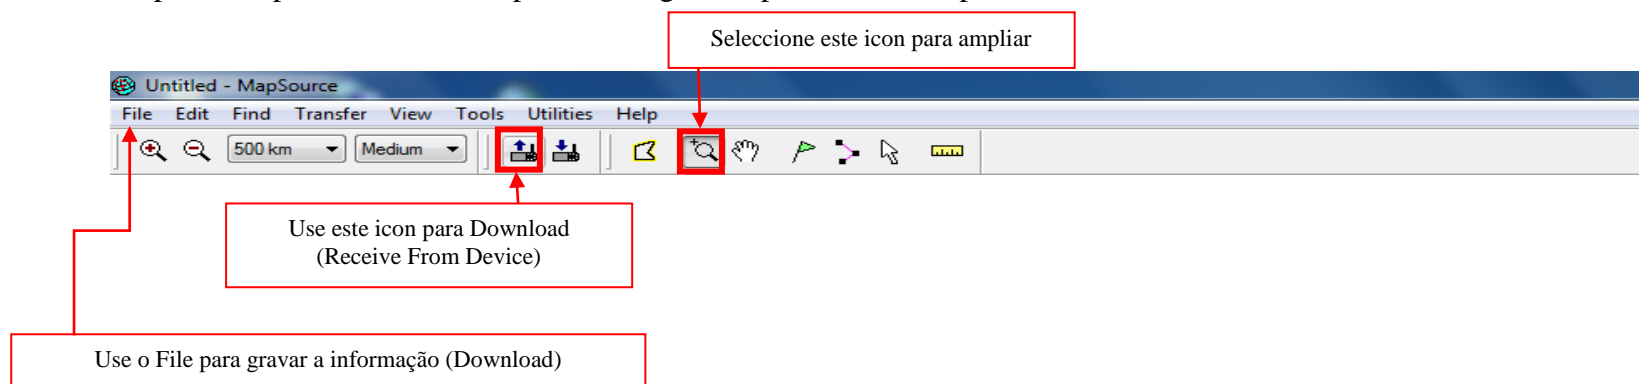 Seleccione este icon para ampliar
Untitled - MapSource
File Edit Find Transfer View Tools Utilities Help
500 km Medium
Use este icon para Download
(Receive From Device)
Use o File para gravar a informação (Download)